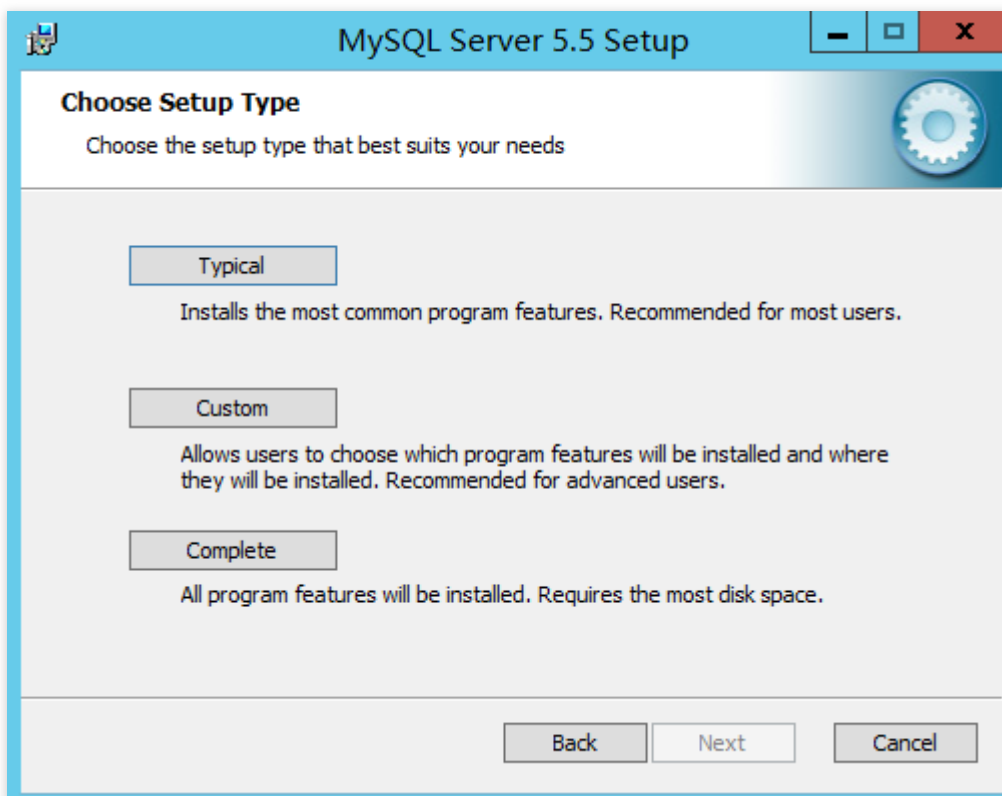 MySQL Server 5.5 Setup
Choose Setup Type
Choose the setup type that best suits your needs
Typical
Installs the most common program features. Recommended for most users.
Custom
Allows users to choose which program features will be installed and where
they will be installed. Recommended for advanced users.
Complete
All program features will be installed. Requires the most disk space.
Back
Next
Cancel